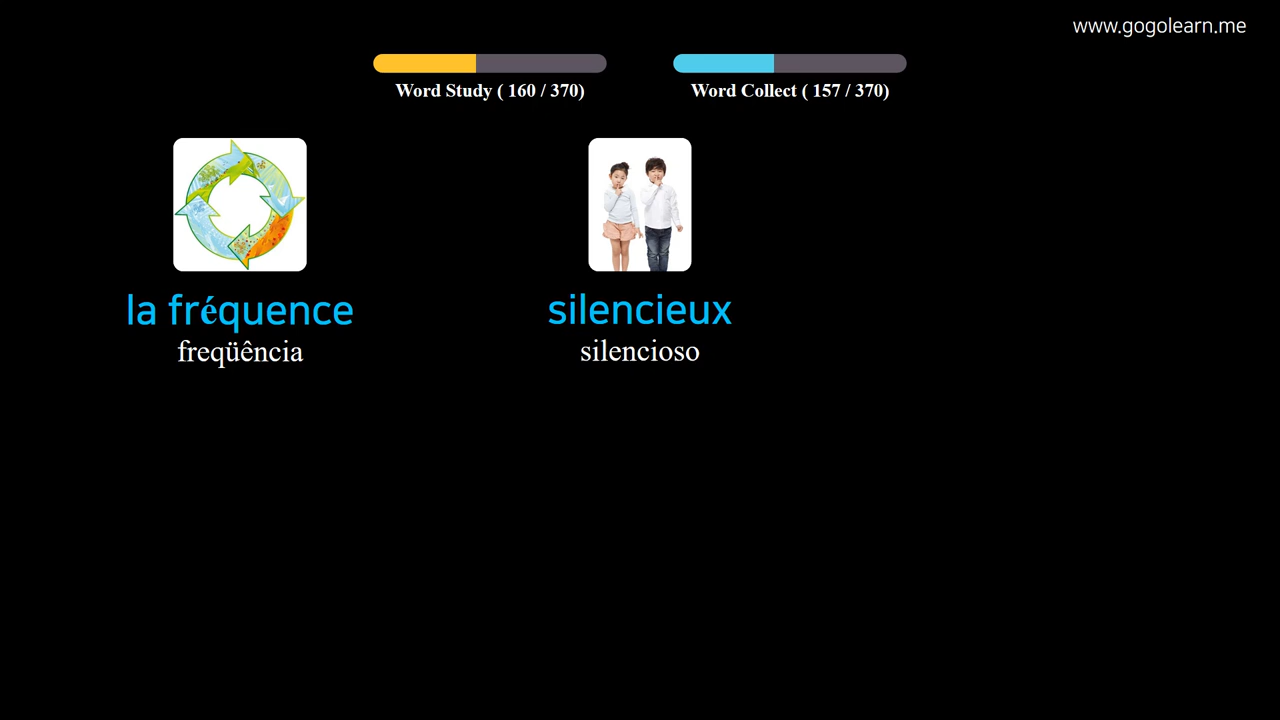 www.gogolearn.me
Word Study ( 160 / 370)
Word Collect ( 157 / 370)
la fréquence
freqüência
silencieux
silencioso